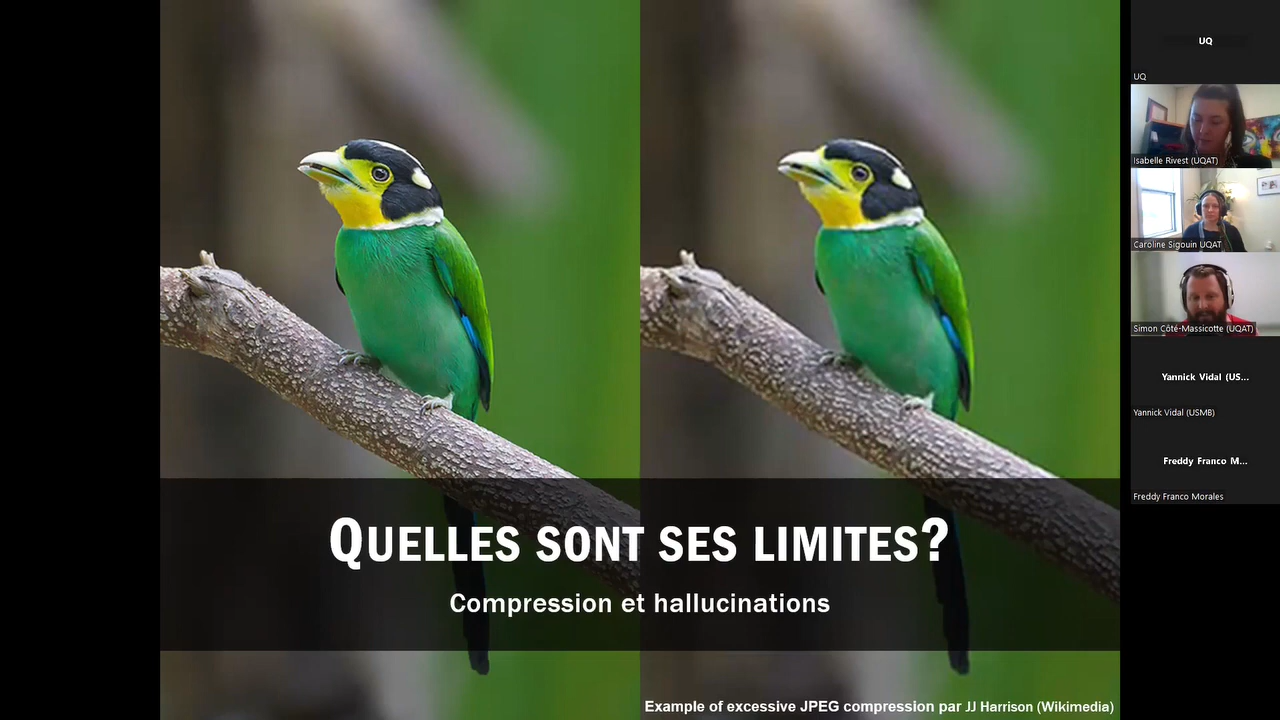 QUELLES SONT SES LIMITES?
Compression et hallucinations
Example of excessive JPEG compression par JJ Harrison (Wikimedia)
UQ
UQ
Isabelle Rivest (UQAT)
Caroline Sigouin UQAT
Simon Côté-Massicotte (UQAT)
Yannick Vidal (US...
Yannick Vidal (USMB)
Freddy Franco M...
Freddy Franco Morales